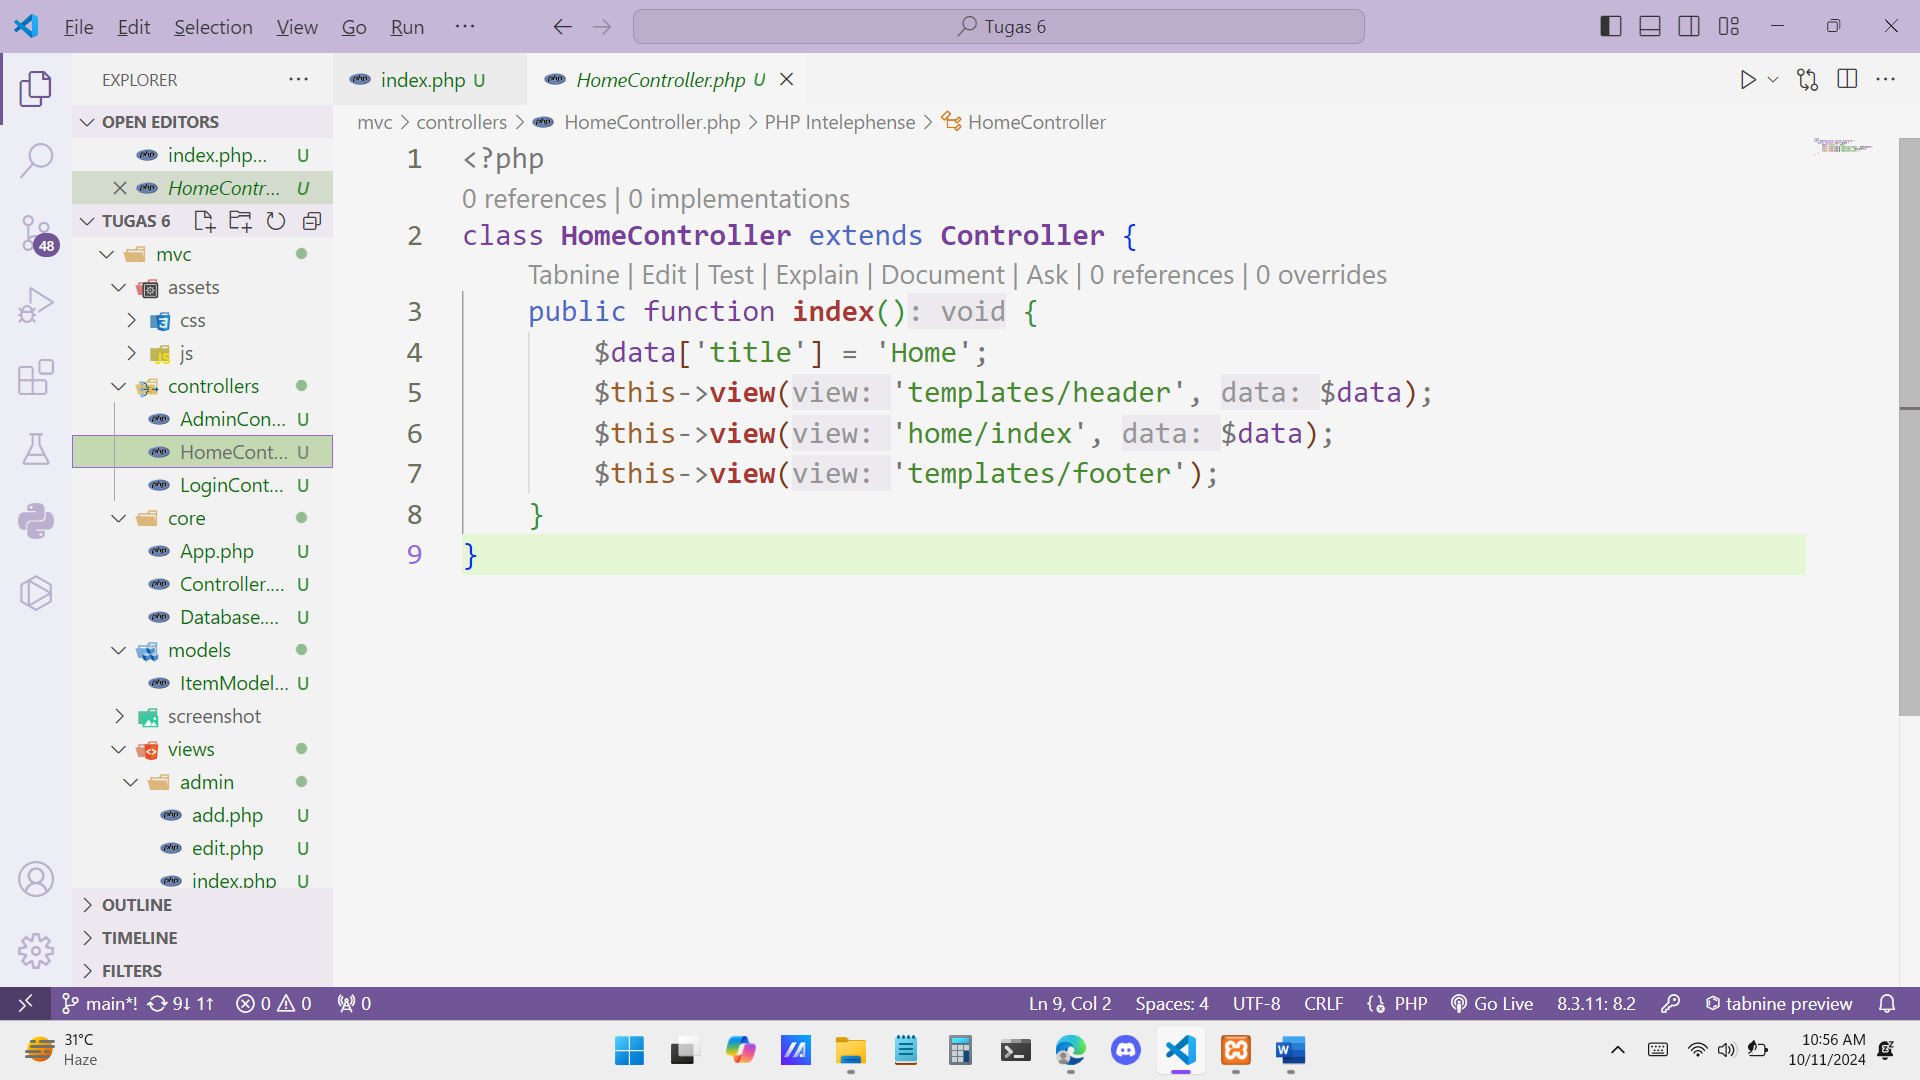 File Edit Selection View Go Run ··· Tugas 6
EXPLORER ···
index.php U
HomeController.php U
OPEN EDITORS
index.php... U
HomeContr... U
TUGAS 6
mvc
assets
css
js
controllers
AdminCon... U
HomeCont... U
LoginCont... U
core
App.php U
Controller.... U
Database.... U
models
ItemModel... U
screenshot
views
admin
add.php U
edit.php U
index.php U
OUTLINE
TIMELINE
FILTERS
mvc > controllers > HomeController.php > PHP Intelephense > HomeController
1 <?php
0 references | 0 implementations
2 class HomeController extends Controller {
Tabnine | Edit | Test | Explain | Document | Ask | 0 references | 0 overrides
3 public function index(): void {
4 $data['title'] = 'Home';
5 $this->view(view: 'templates/header', data: $data);
6 $this->view(view: 'home/index', data: $data);
7 $this->view(view: 'templates/footer');
8 }
9 }
48
main*! 9↓ 1↑ 0 0 0 Ln 9, Col 2 Spaces: 4 UTF-8 CRLF PHP Go Live 8.3.11: 8.2 tabnine preview
31°C
Haze
10:56 AM
10/11/2024